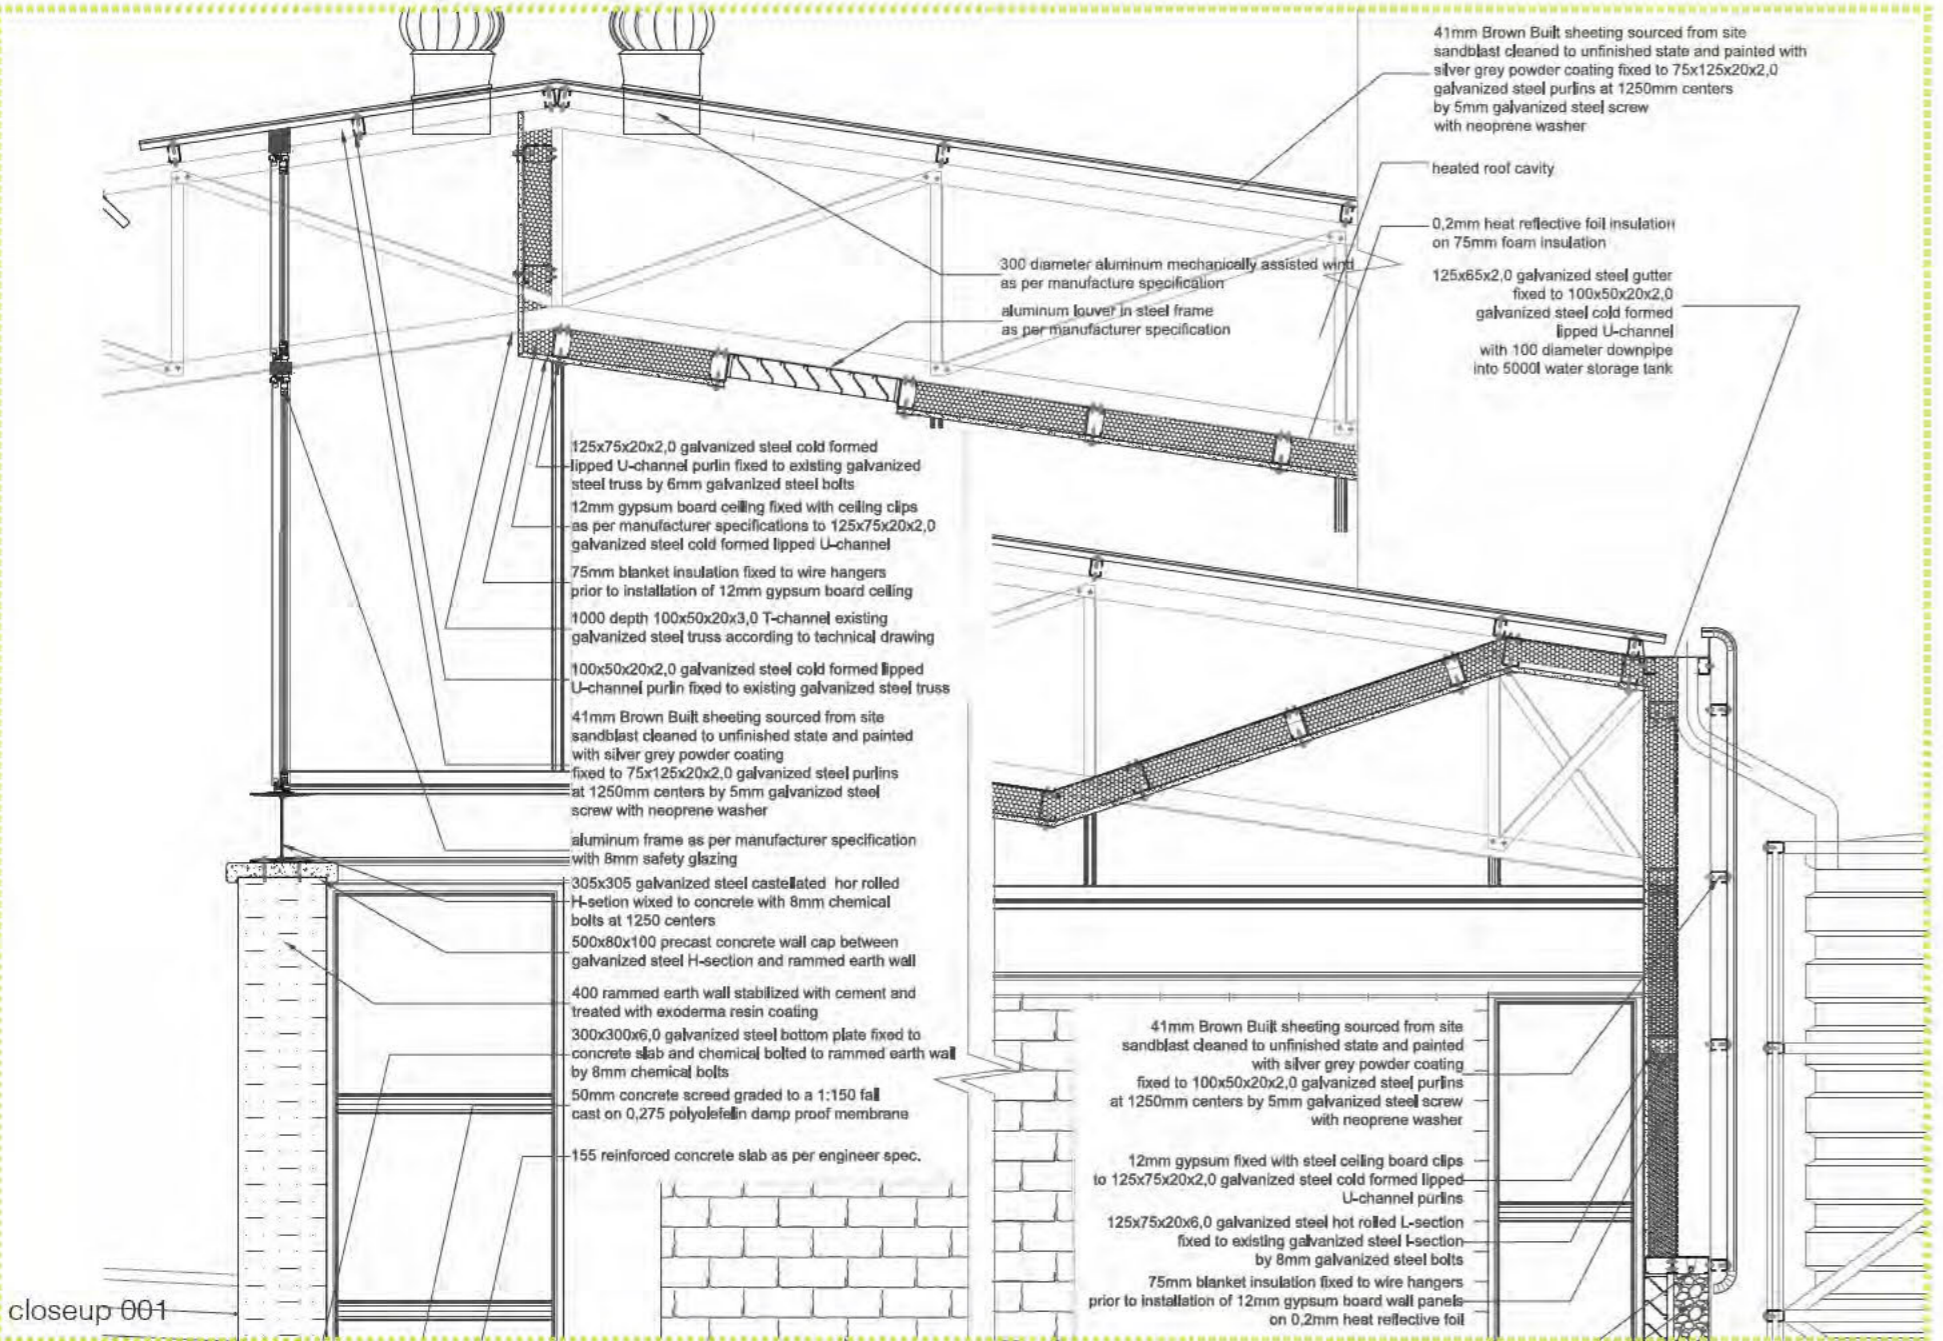 41mm Brown Built sheeting sourced from site
sandblast cleaned to unfinished state and painted with
silver grey powder coating fixed to 75x125x20x2,0
galvanized steel purlins at 1250mm centers
by 5mm galvanized steel screw
with neoprene washer
heated roof cavity
0,2mm heat reflective foil insulation
on 75mm foam insulation
125x65x2,0 galvanized steel gutter
fixed to 100x50x20x2,0
galvanized steel cold formed
lipped U-channel
with 100 diameter downpipe
into 5000l water storage tank
300 diameter aluminum mechanically assisted wind
as per manufacture specification
aluminum louver in steel frame
as per manufacturer specification
125x75x20x2,0 galvanized steel cold formed
lipped U-channel purlin fixed to existing galvanized
steel truss by 6mm galvanized steel bolts
12mm gypsum board ceiling fixed with ceiling clips
as per manufacturer specifications to 125x75x20x2,0
galvanized steel cold formed lipped U-channel
75mm blanket insulation fixed to wire hangers
prior to installation of 12mm gypsum board ceiling
1000 depth 100x50x20x3,0 T-channel existing
galvanized steel truss according to technical drawing
100x50x20x2,0 galvanized steel cold formed lipped
U-channel purlin fixed to existing galvanized steel truss
41mm Brown Built sheeting sourced from site
sandblast cleaned to unfinished state and painted
with silver grey powder coating
fixed to 75x125x20x2,0 galvanized steel purlins
at 1250mm centers by 5mm galvanized steel
screw with neoprene washer
aluminum frame as per manufacturer specification
with 8mm safety glazing
305x305 galvanized steel castellated hor rolled
H-setion wixed to concrete with 8mm chemical
bolts at 1250 centers
500x80x100 precast concrete wall cap between
galvanized steel H-section and rammed earth wall
400 rammed earth wall stabilized with cement and
treated with exoderma resin coating
300x300x6,0 galvanized steel bottom plate fixed to
concrete slab and chemical bolted to rammed earth wall
by 8mm chemical bolts
50mm concrete screed graded to a 1:150 fall
cast on 0,275 polyolefelin damp proof membrane
155 reinforced concrete slab as per engineer spec.
41mm Brown Built sheeting sourced from site
sandblast cleaned to unfinished state and painted
with silver grey powder coating
fixed to 100x50x20x2,0 galvanized steel purlins
at 1250mm centers by 5mm galvanized steel screw
with neoprene washer
12mm gypsum fixed with steel ceiling board clips
to 125x75x20x2,0 galvanized steel cold formed lipped
U-channel purlins
125x75x20x6,0 galvanized steel hot rolled L-section
fixed to existing galvanized steel I-section
by 8mm galvanized steel bolts
75mm blanket insulation fixed to wire hangers
prior to installation of 12mm gypsum board wall panels
on 0,2mm heat reflective foil
closeup 001